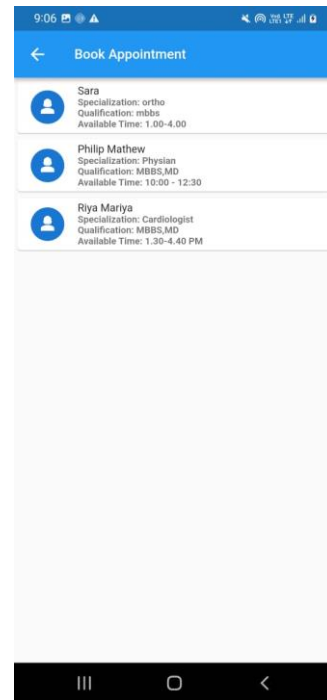 9:06
Book Appointment
Sara
Specialization: ortho
Qualification: mbbs
Available Time: 1.00-4.00
Philip Mathew
Specialization: Physian
Qualification: MBBS,MD
Available Time: 10:00 - 12:30
Riya Mariya
Specialization: Cardiologist
Qualification: MBBS,MD
Available Time: 1.30-4.40 PM